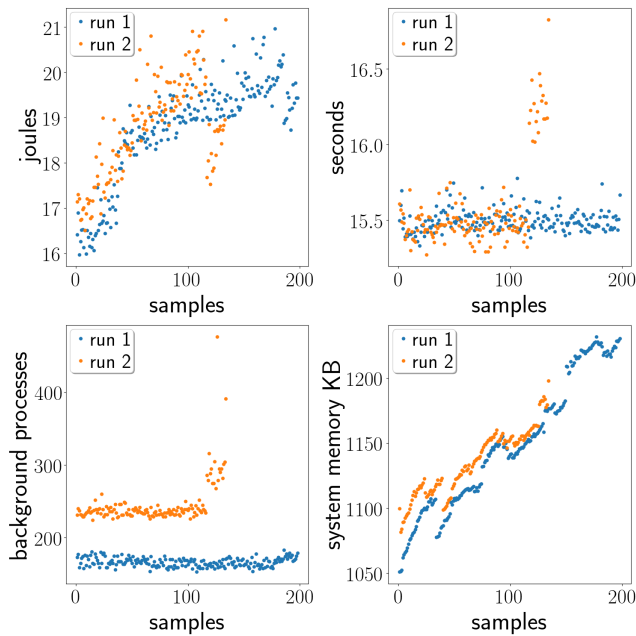 run 1
run 2
joules
21
20
19
18
17
16
0
100
200
samples
run 1
run 2
seconds
16.5
16.0
15.5
0
100
200
samples
run 1
run 2
background processes
400
300
200
0
100
200
samples
run 1
run 2
system memory KB
1200
1150
1100
1050
0
100
200
samples